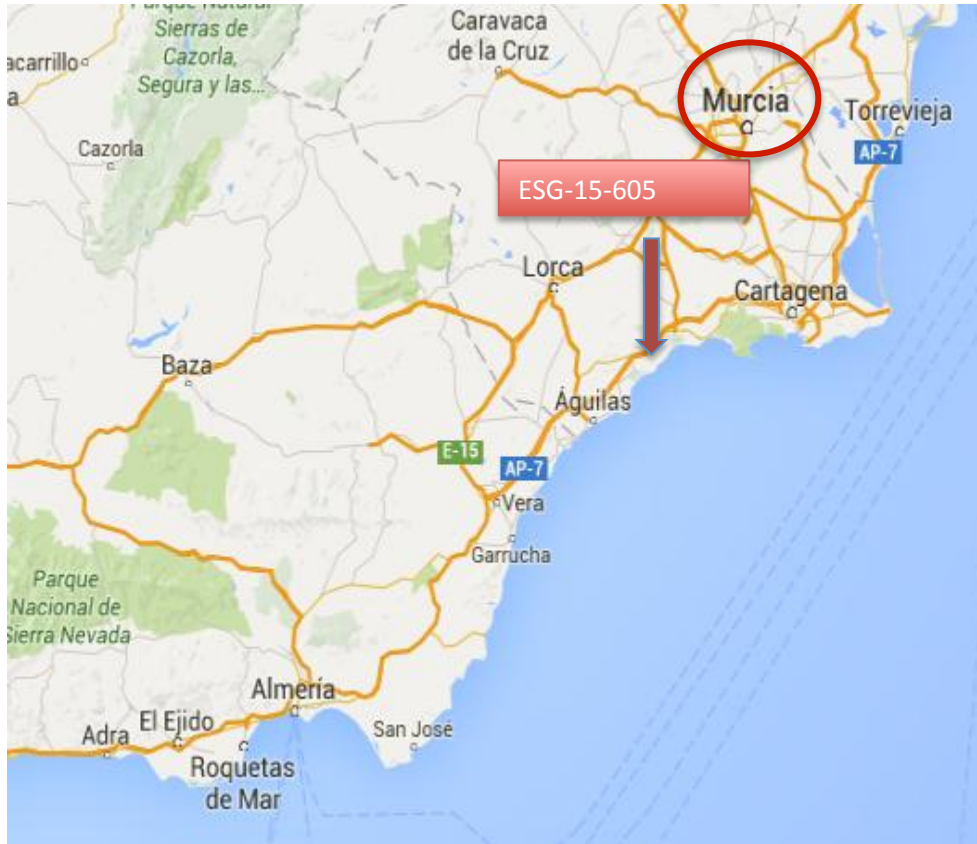 Parque Natural
Sierras de
Cazorla,
Segura y las...
acarrillo
a
Caravaca
de la Cruz
Murcia
Torrevieja
AP-7
Cazorla
ESG-15-605
Lorca
Cartagena
Baza
Águilas
E-15
AP-7
Vera
Garrucha
Parque
Nacional de
Sierra Nevada
Almería
El Ejido
San José
Adra
Roquetas
de Mar